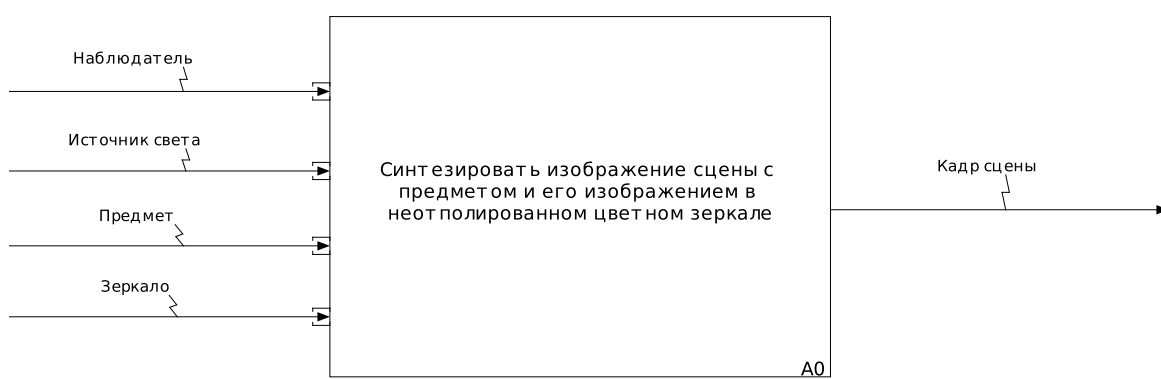 Наблюдатель
Источник света
Предмет
Зеркало
Синтезировать изображение сцены с
предметом и его изображением в
неотполированном цветном зеркале
Кадр сцены
A0